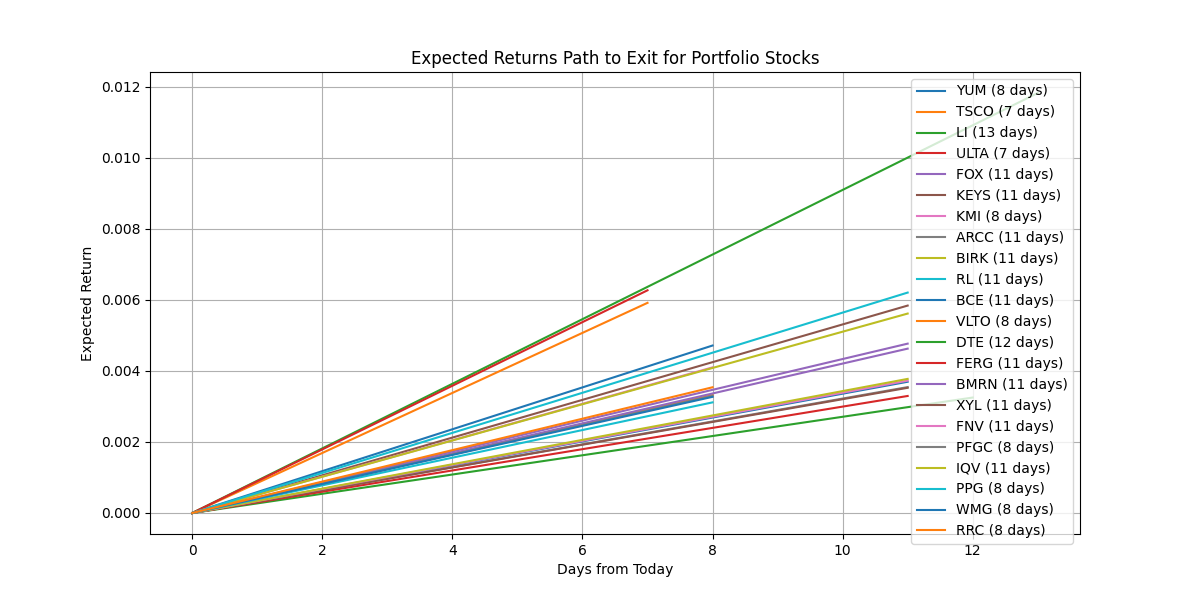 Expected Returns Path to Exit for Portfolio Stocks
0.012
0.010
0.008
0.006
0.004
0.002
0.000
Expected Return
0
2
4
6
8
10
12
Days from Today
YUM (8 days)
TSCO (7 days)
LI (13 days)
ULTA (7 days)
FOX (11 days)
KEYS (11 days)
KMI (8 days)
ARCC (11 days)
BIRK (11 days)
RL (11 days)
BCE (11 days)
VLTO (8 days)
DTE (12 days)
FERG (11 days)
BMRN (11 days)
XYL (11 days)
FNV (11 days)
PFGC (8 days)
IQV (11 days)
PPG (8 days)
WMG (8 days)
RRC (8 days)